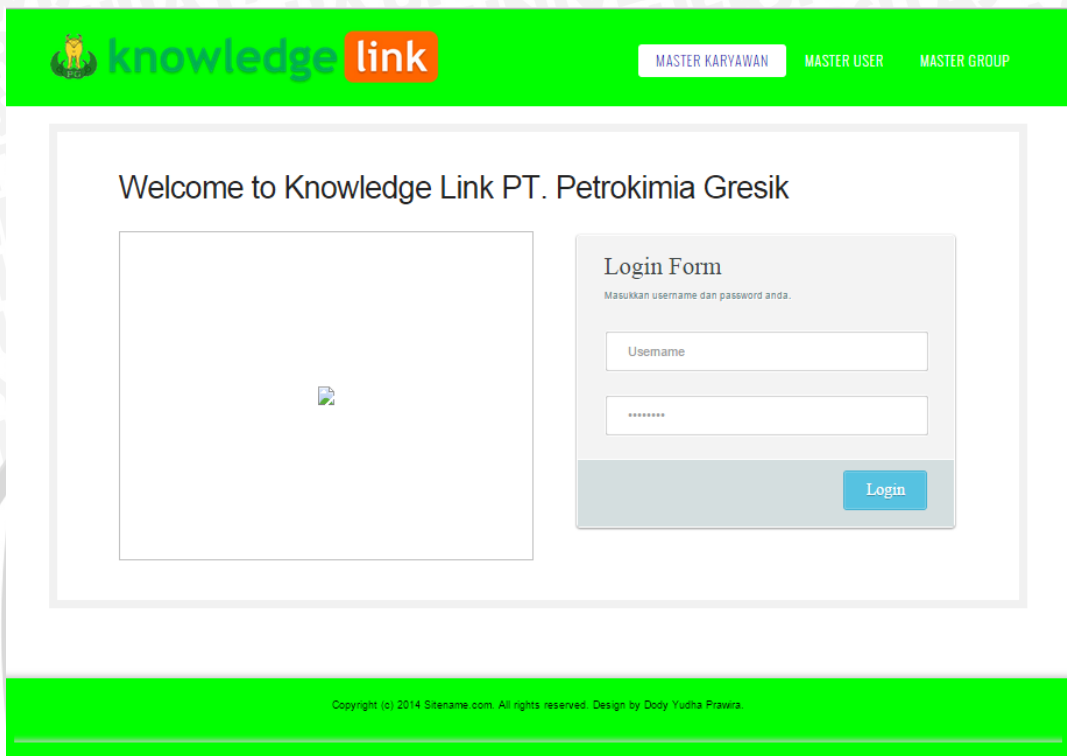 PG
knowledge link
MASTER KARYAWAN MASTER USER MASTER GROUP
Welcome to Knowledge Link PT. Petrokimia Gresik
Login Form
Masukkan username dan password anda.
Username
••••••••
Login
Copyright (c) 2014 Sitename.com. All rights reserved. Design by Dody Yudha Prawira.